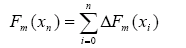 $F_m(x_n) = \sum_{i=0}^{n} \Delta F_m(x_i)$